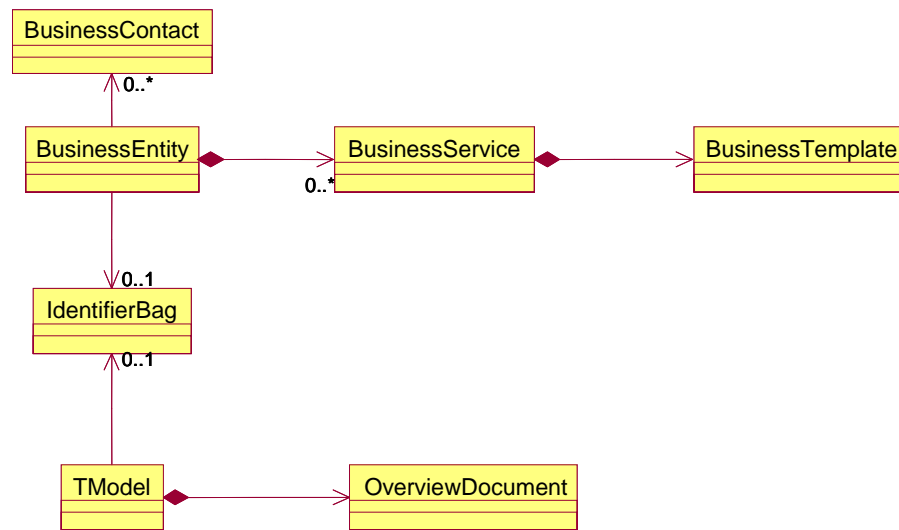 BusinessContact
0..*
BusinessEntity
BusinessService
BusinessTemplate
0..*
0..1
IdentifierBag
0..1
TModel
OverviewDocument